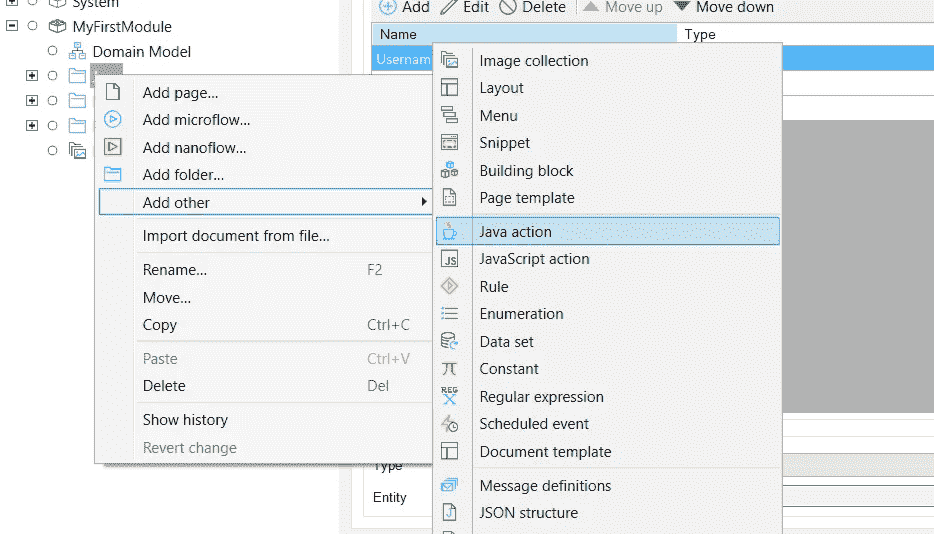 System
Add Edit Delete Move up Move down
MyFirstModule
Name Type
Domain Model
Usernam
Add page...
Add microflow...
Add nanoflow...
Add folder...
Add other
Import document from file...
Rename... F2
Move...
Copy Ctrl+C
Paste Ctrl+V
Delete Del
Show history
Revert change
Image collection
Layout
Menu
Snippet
Building block
Page template
Java action
JS JavaScript action
Rule
Enumeration
Data set
Constant
REG Regular expression
Scheduled event
Document template
Message definitions
JSON structure
Type
Entity